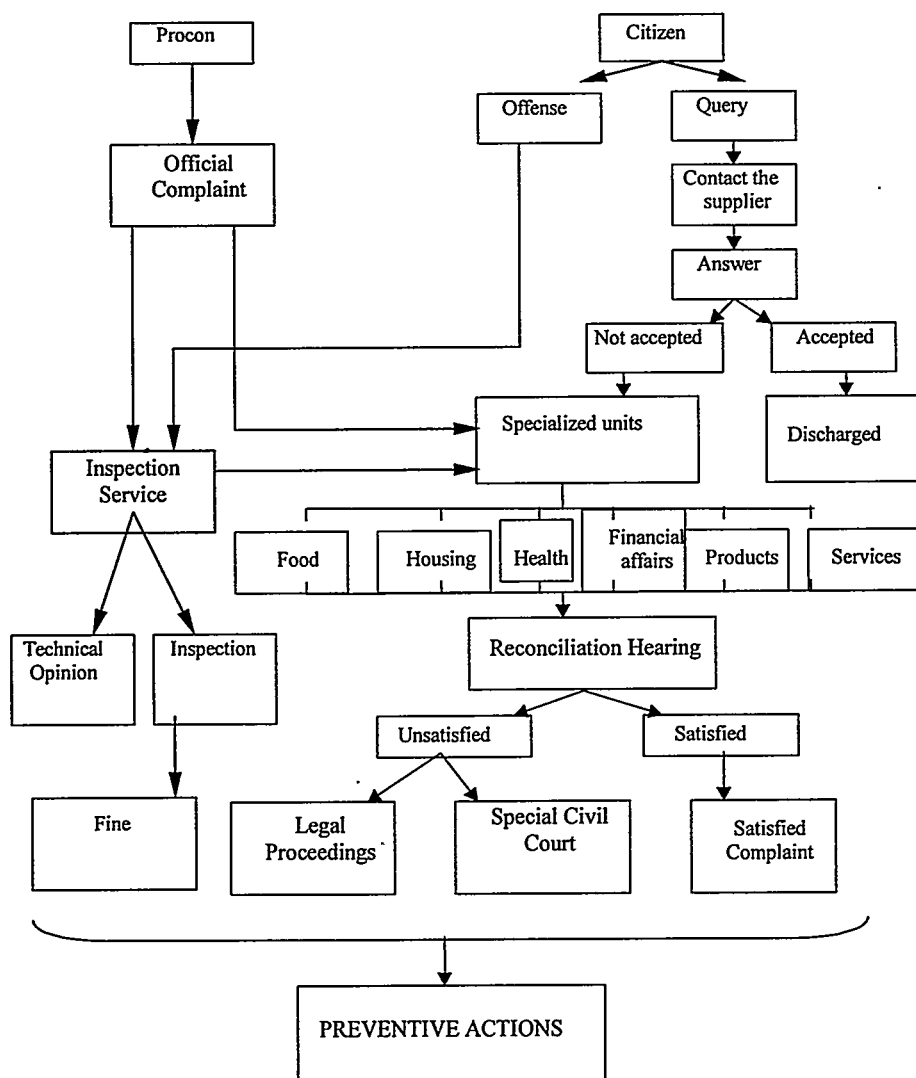 Procon
Citizen
Offense
Query
Official
Complaint
Contact the
supplier
Answer
Not accepted
Accepted
Specialized units
Discharged
Inspection
Service
Food
Housing
Health
Financial
affairs
Products
Services
Technical
Opinion
Inspection
Reconciliation Hearing
Unsatisfied
Satisfied
Fine
Legal
Proceedings
Special Civil
Court
Satisfied
Complaint
PREVENTIVE ACTIONS